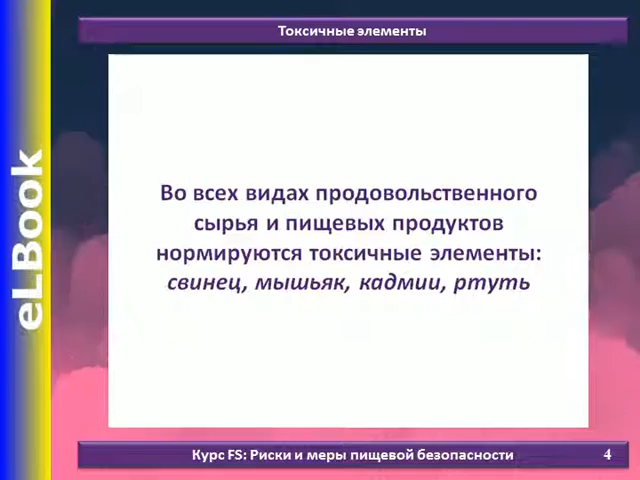 Токсичные элементы
eLBook
Во всех видах продовольственного
сырья и пищевых продуктов
нормируются токсичные элементы:
свинец, мышьяк, кадмии, ртуть
Курс FS: Риски и меры пищевой безопасности 4